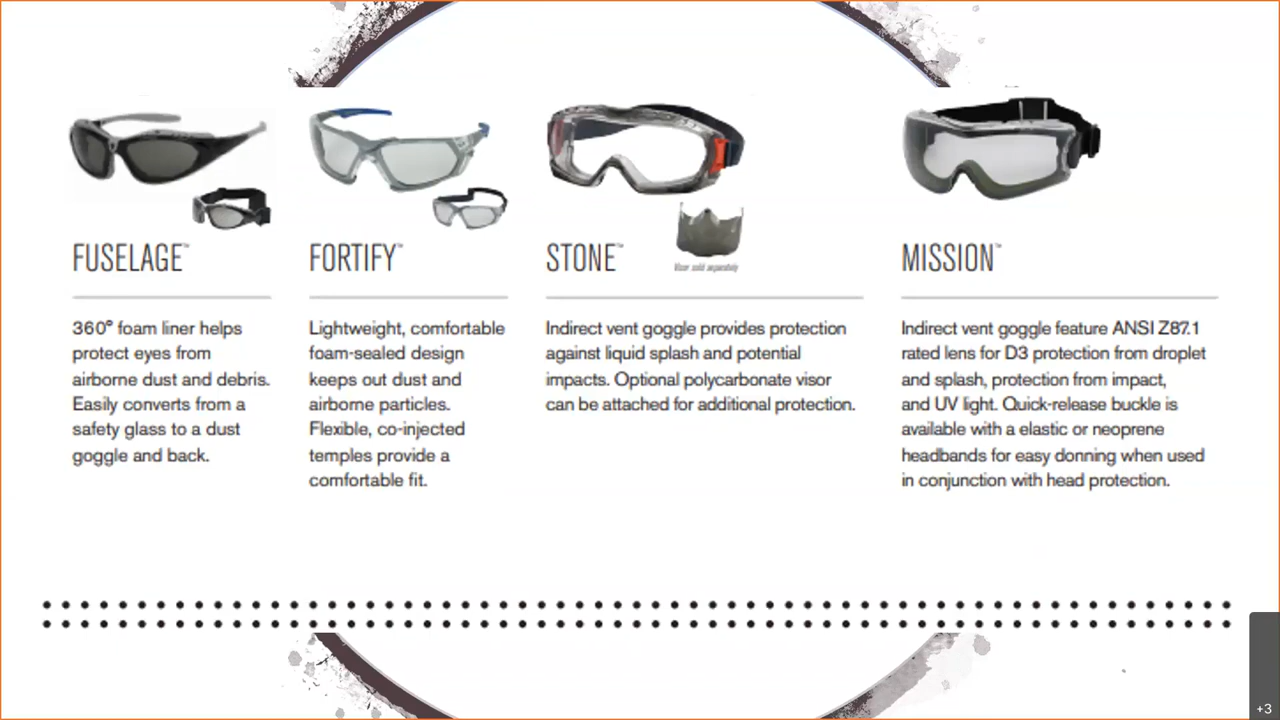 FUSELAGE™
360° foam liner helps
protect eyes from
airborne dust and debris.
Easily converts from a
safety glass to a dust
goggle and back.
FORTIFY™
Lightweight, comfortable
foam-sealed design
keeps out dust and
airborne particles.
Flexible, co-injected
temples provide a
comfortable fit.
STONE™
Visor sold separately
Indirect vent goggle provides protection
against liquid splash and potential
impacts. Optional polycarbonate visor
can be attached for additional protection.
MISSION™
Indirect vent goggle feature ANSI Z87.1
rated lens for D3 protection from droplet
and splash, protection from impact,
and UV light. Quick-release buckle is
available with a elastic or neoprene
headbands for easy donning when used
in conjunction with head protection.
+3